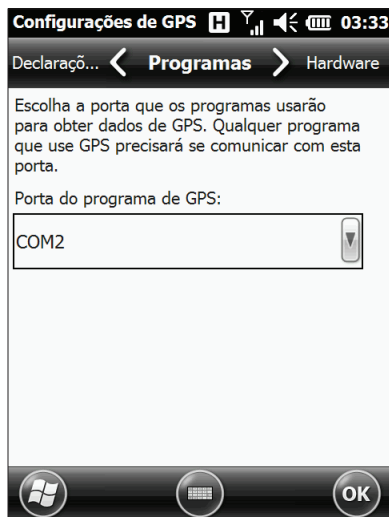 Configurações de GPS H 03:33
Declaraçõ... Programas Hardware
Escolha a porta que os programas usarão
para obter dados de GPS. Qualquer programa
que use GPS precisará se comunicar com esta
porta.
Porta do programa de GPS:
COM2
OK